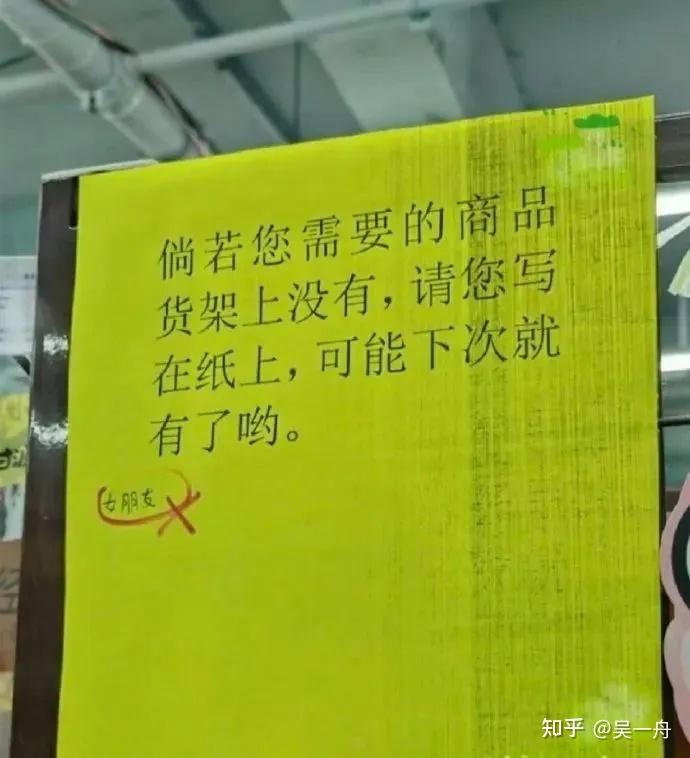 倘若您需要的商品
货架上没有，请您写
在纸上，可能下次就
有了哟。
女朋友
知乎 @吴一舟